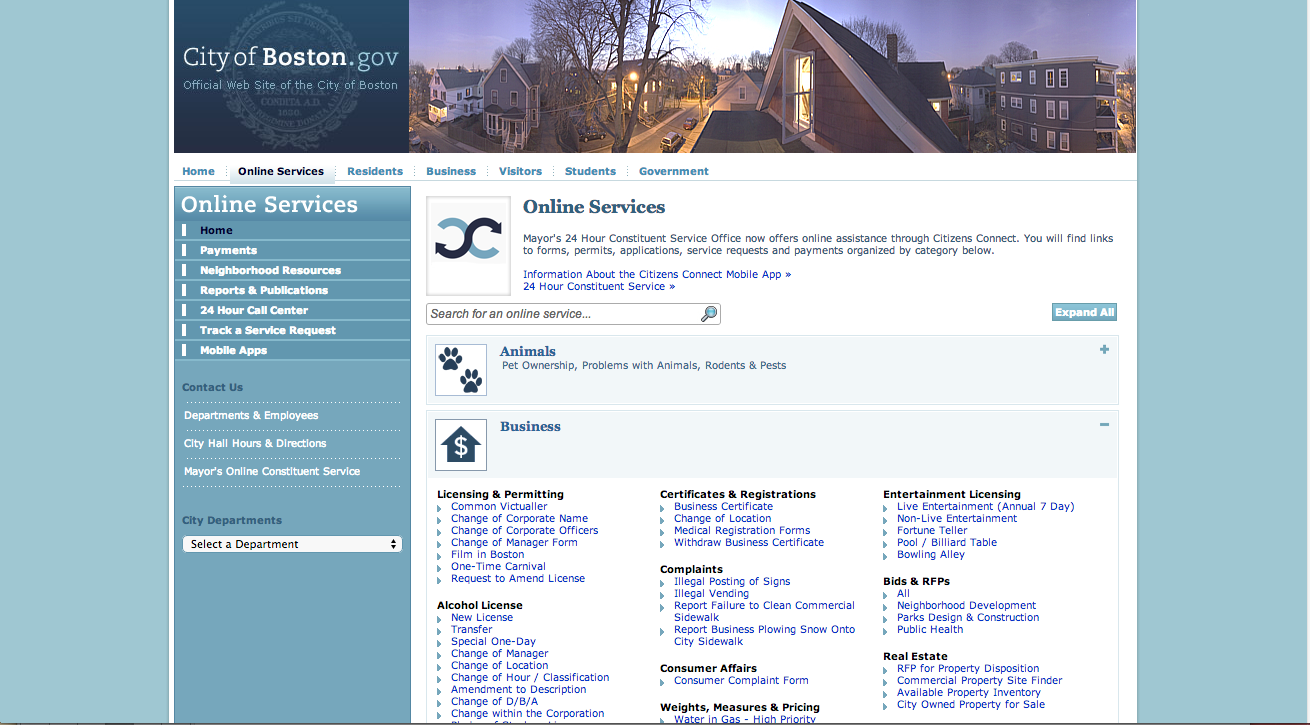 City of Boston.gov
Official Web Site of the City of Boston
Home
Online Services
Residents
Business
Visitors
Students
Government
Online Services
Home
Payments
Neighborhood Resources
Reports & Publications
24 Hour Call Center
Track a Service Request
Mobile Apps
Contact Us
Departments & Employees
City Hall Hours & Directions
Mayor's Online Constituent Service
City Departments
Select a Department
Online Services
Mayor's 24 Hour Constituent Service Office now offers online assistance through Citizens Connect. You will find links
to forms, permits, applications, service requests and payments organized by category below.
Information About the Citizens Connect Mobile App »
24 Hour Constituent Service »
Search for an online service...
Expand All
Animals
Pet Ownership, Problems with Animals, Rodents & Pests
Business
$
Licensing & Permitting
Common Victualler
Change of Corporate Name
Change of Corporate Officers
Change of Manager Form
Film in Boston
One-Time Carnival
Request to Amend License
Alcohol License
New License
Transfer
Special One-Day
Change of Manager
Change of Location
Change of Hour / Classification
Amendment to Description
Change of D/B/A
Change within the Corporation
Certificates & Registrations
Business Certificate
Change of Location
Medical Registration Forms
Withdraw Business Certificate
Complaints
Illegal Posting of Signs
Illegal Vending
Report Failure to Clean Commercial
Sidewalk
Report Business Plowing Snow Onto
City Sidewalk
Consumer Affairs
Consumer Complaint Form
Weights, Measures & Pricing
Water in Gas - High Priority
Entertainment Licensing
Live Entertainment (Annual 7 Day)
Non-Live Entertainment
Fortune Teller
Pool / Billiard Table
Bowling Alley
Bids & RFPs
All
Neighborhood Development
Parks Design & Construction
Public Health
Real Estate
RFP for Property Disposition
Commercial Property Site Finder
Available Property Inventory
City Owned Property for Sale